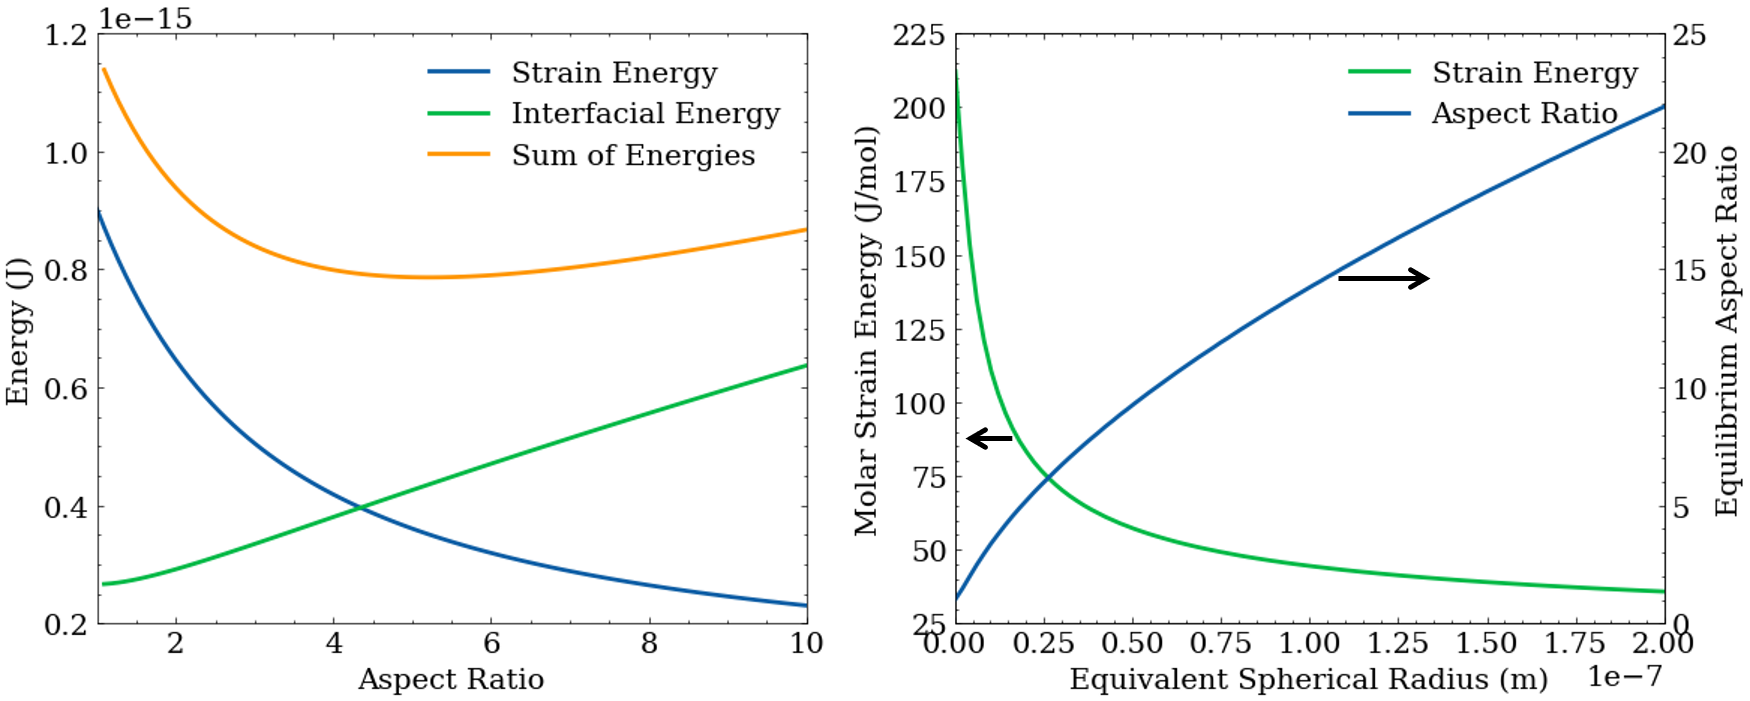 1e−15
1.2
1.0
0.8
0.6
0.4
0.2
Energy (J)
Strain Energy
Interfacial Energy
Sum of Energies
2 4 6 8 10
Aspect Ratio
225
200
175
150
125
100
75
50
25
Molar Strain Energy (J/mol)
Strain Energy
Aspect Ratio
25
20
15
10
5
0
Equilibrium Aspect Ratio
0.00 0.25 0.50 0.75 1.00 1.25 1.50 1.75 2.00
Equivalent Spherical Radius (m)
1e−7